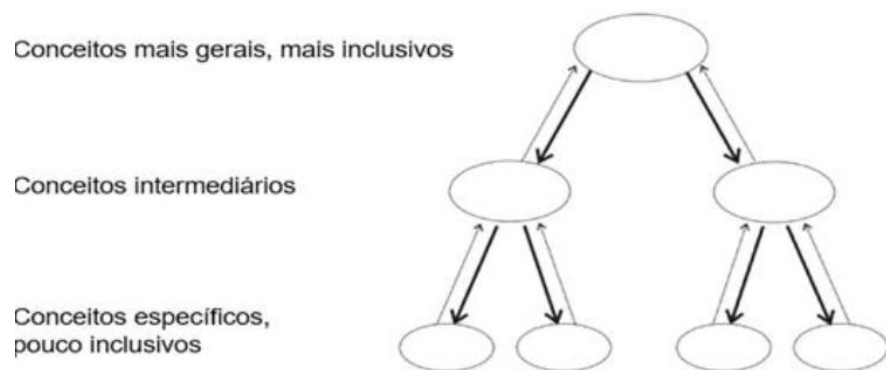 Conceitos mais gerais, mais inclusivos
Conceitos intermediários
Conceitos específicos,
pouco inclusivos